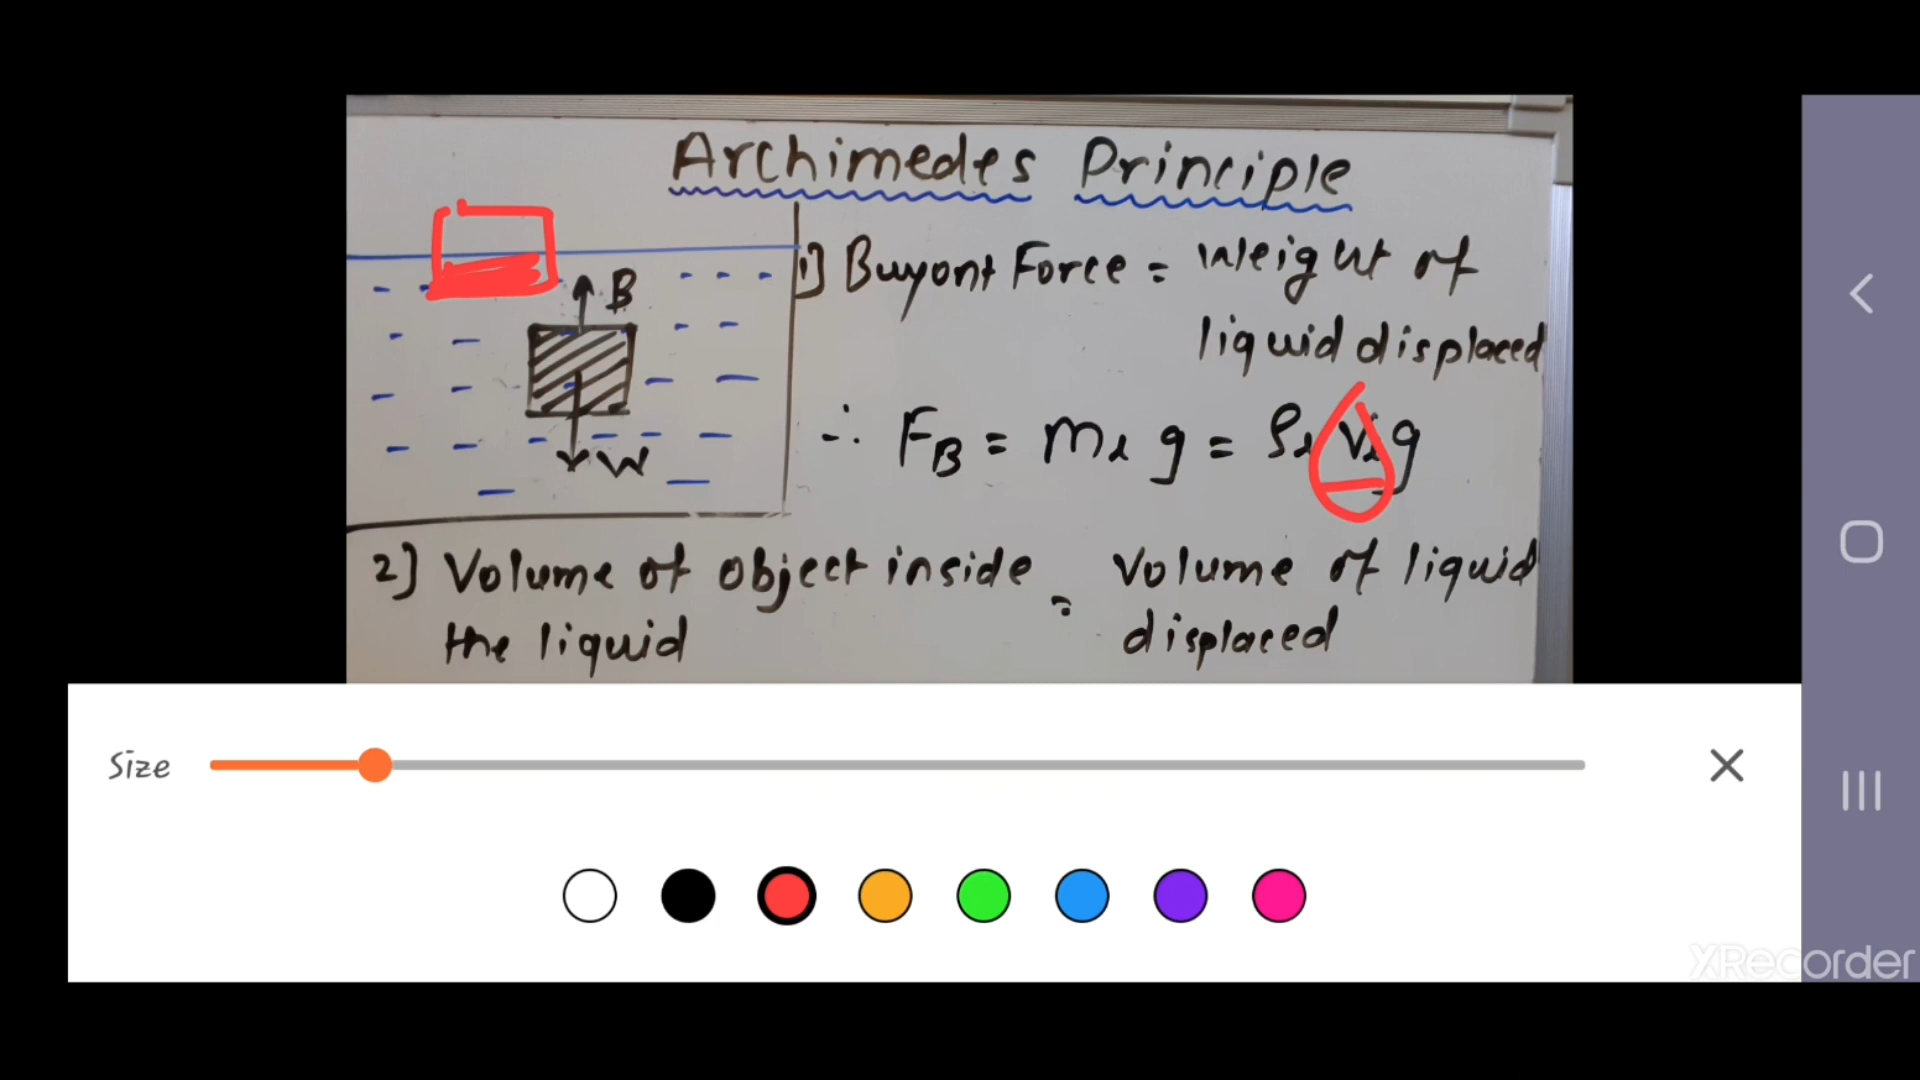 Archimedes Principle
1] Buyont Force = Weight of
liquid displaced
B
W
∴ FB = mℓ g = ρℓ Vℓ g
2] Volume of object inside = Volume of liquid
the liquid displaced
Size
XRecorder